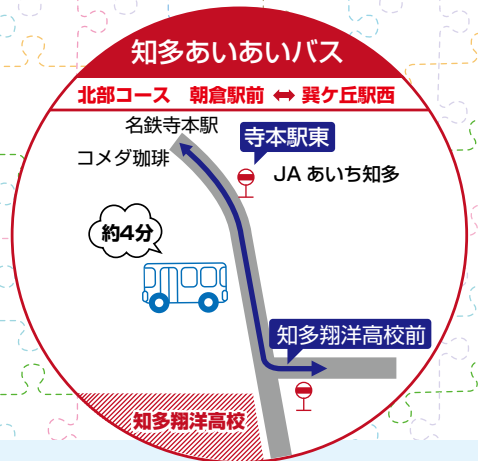 知多あいあいバス
北部コース 朝倉駅前 ⇔ 巽ケ丘駅西
名鉄寺本駅
寺本駅東
コメダ珈琲
JA あいち知多
約4分
知多翔洋高校前
知多翔洋高校